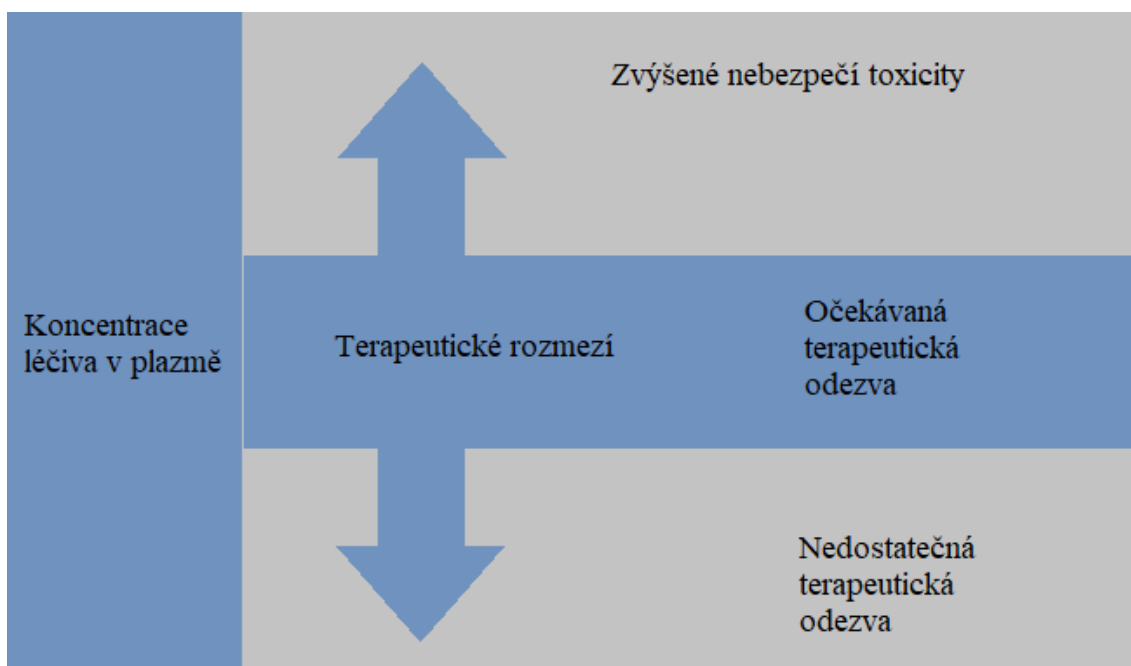 Zvýšené nebezpečí toxicity
Koncentrace
léčiva v plazmě
Terapeutické rozmezí
Očekávaná
terapeutická
odezva
Nedostatečná
terapeutická
odezva